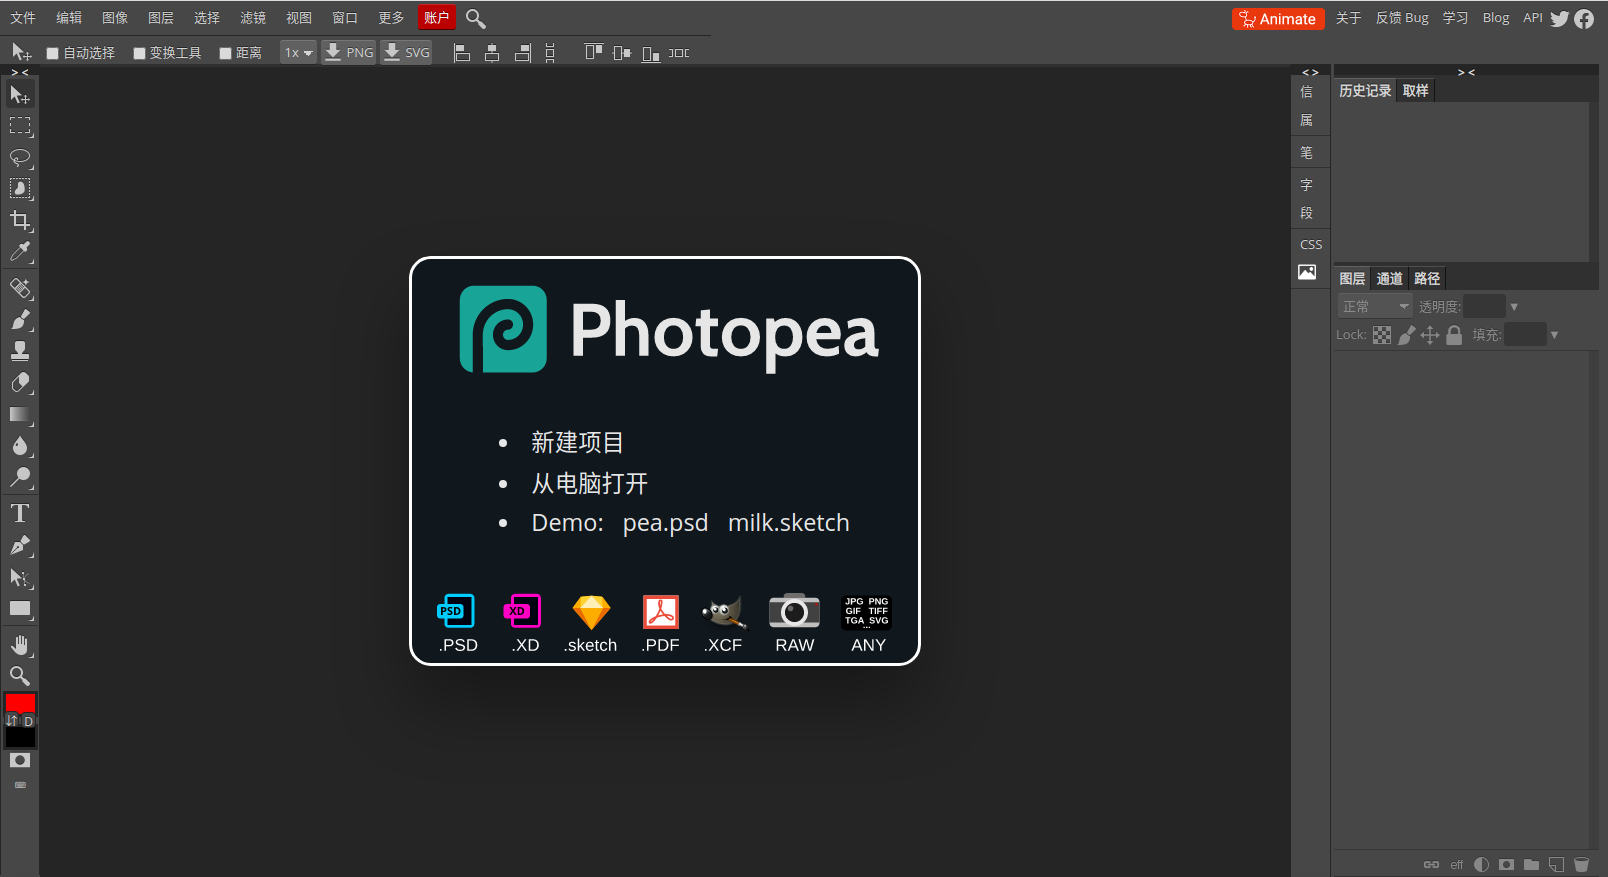 文件 编辑 图像 图层 选择 滤镜 视图 窗口 更多 账户 Animate 关于 反馈 Bug 学习 Blog API
自动选择 变换工具 距离 1x PNG SVG
> <
< >
> <
信
属
笔
字
段
CSS
历史记录 取样
图层 通道 路径
正常 透明度:
Lock: 填充:
Photopea
新建项目
从电脑打开
Demo: pea.psd milk.sketch
PSD XD JPG PNG
GIF TIFF
TGA SVG
...
.PSD .XD .sketch .PDF .XCF RAW ANY
T
D
eff